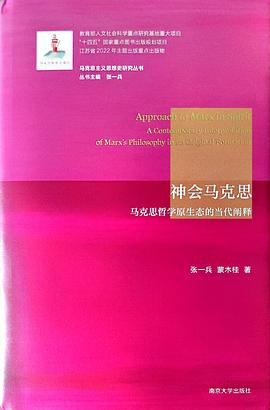 教育部人文社会科学重点研究基地重大项目
"十四五"国家重点图书出版规划项目
江苏省2022年主题出版重点出版物
马克思主义思想史研究丛书
丛书主编 张一兵
Approach to Marx in Spirit
A Contemporary Interpretation
of Marx's Philosophy in
神会马克思
马克思哲学原生态的当代阐释
张一兵 蒙木桂 著
南京大学出版社